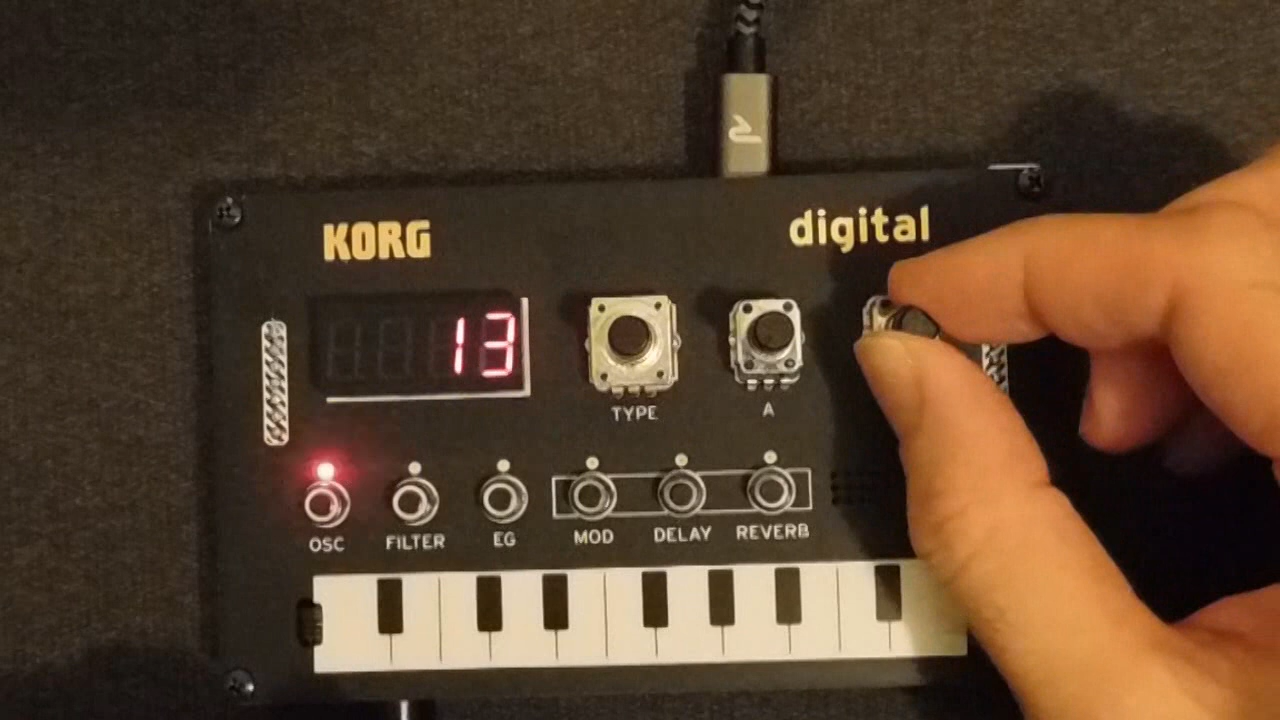 KORG
digital
13
TYPE
A
OSC
FILTER
EG
MOD
DELAY
REVERB